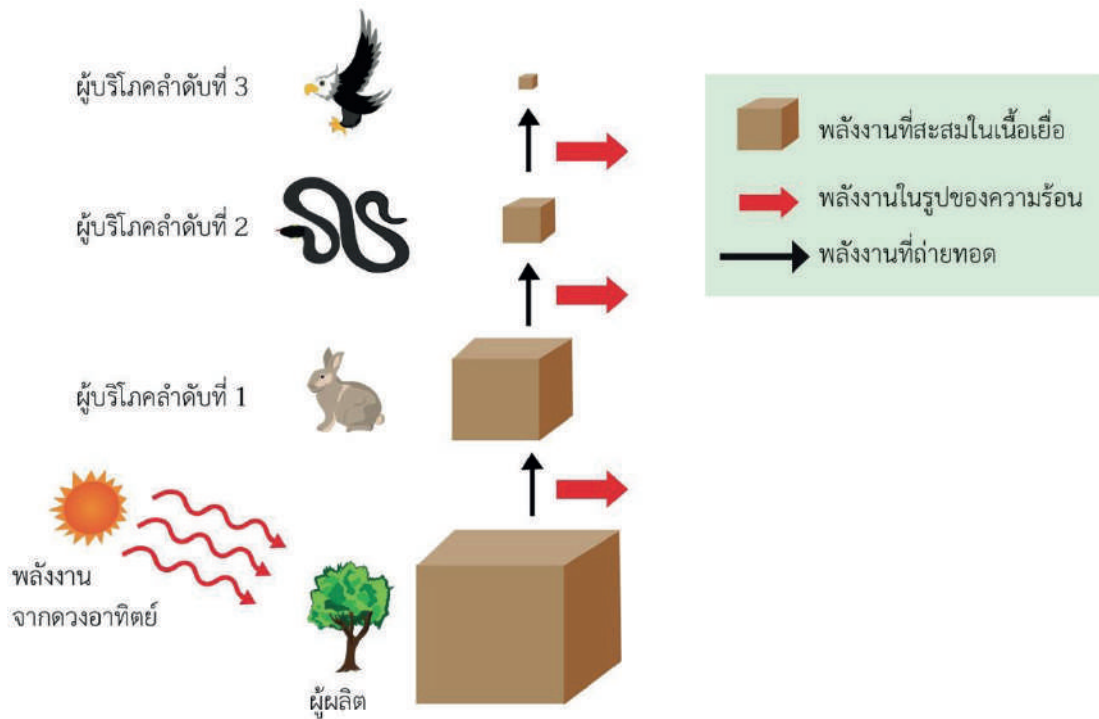 ผู้บริโภคลำดับที่ 3
ผู้บริโภคลำดับที่ 2
ผู้บริโภคลำดับที่ 1
พลังงาน
จากดวงอาทิตย์
ผู้ผลิต
พลังงานที่สะสมในเนื้อเยื่อ
พลังงานในรูปของความร้อน
พลังงานที่ถ่ายทอด